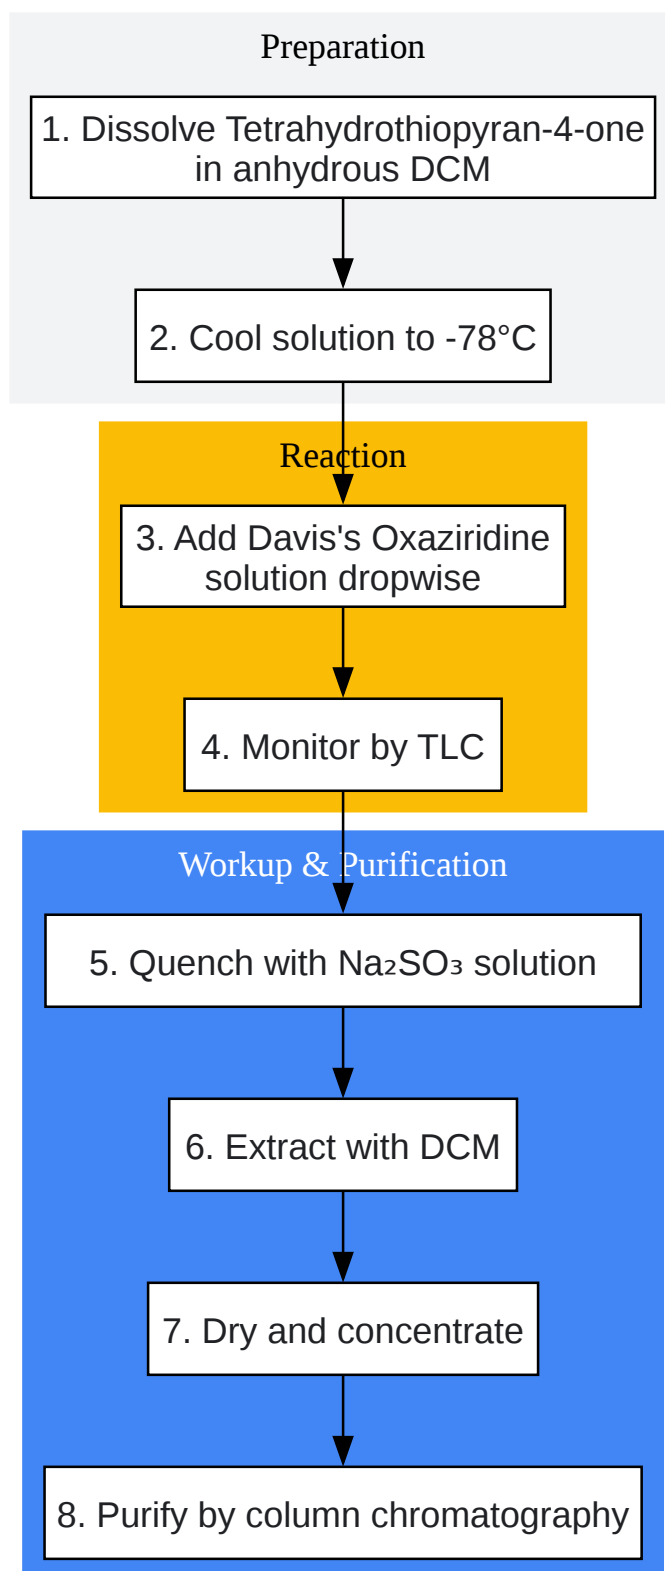 Preparation
1. Dissolve Tetrahydrothiopyran-4-one
in anhydrous DCM
2. Cool solution to -78°C
Reaction
3. Add Davis's Oxaziridine
solution dropwise
4. Monitor by TLC
Workup & Purification
5. Quench with Na₂SO₃ solution
6. Extract with DCM
7. Dry and concentrate
8. Purify by column chromatography